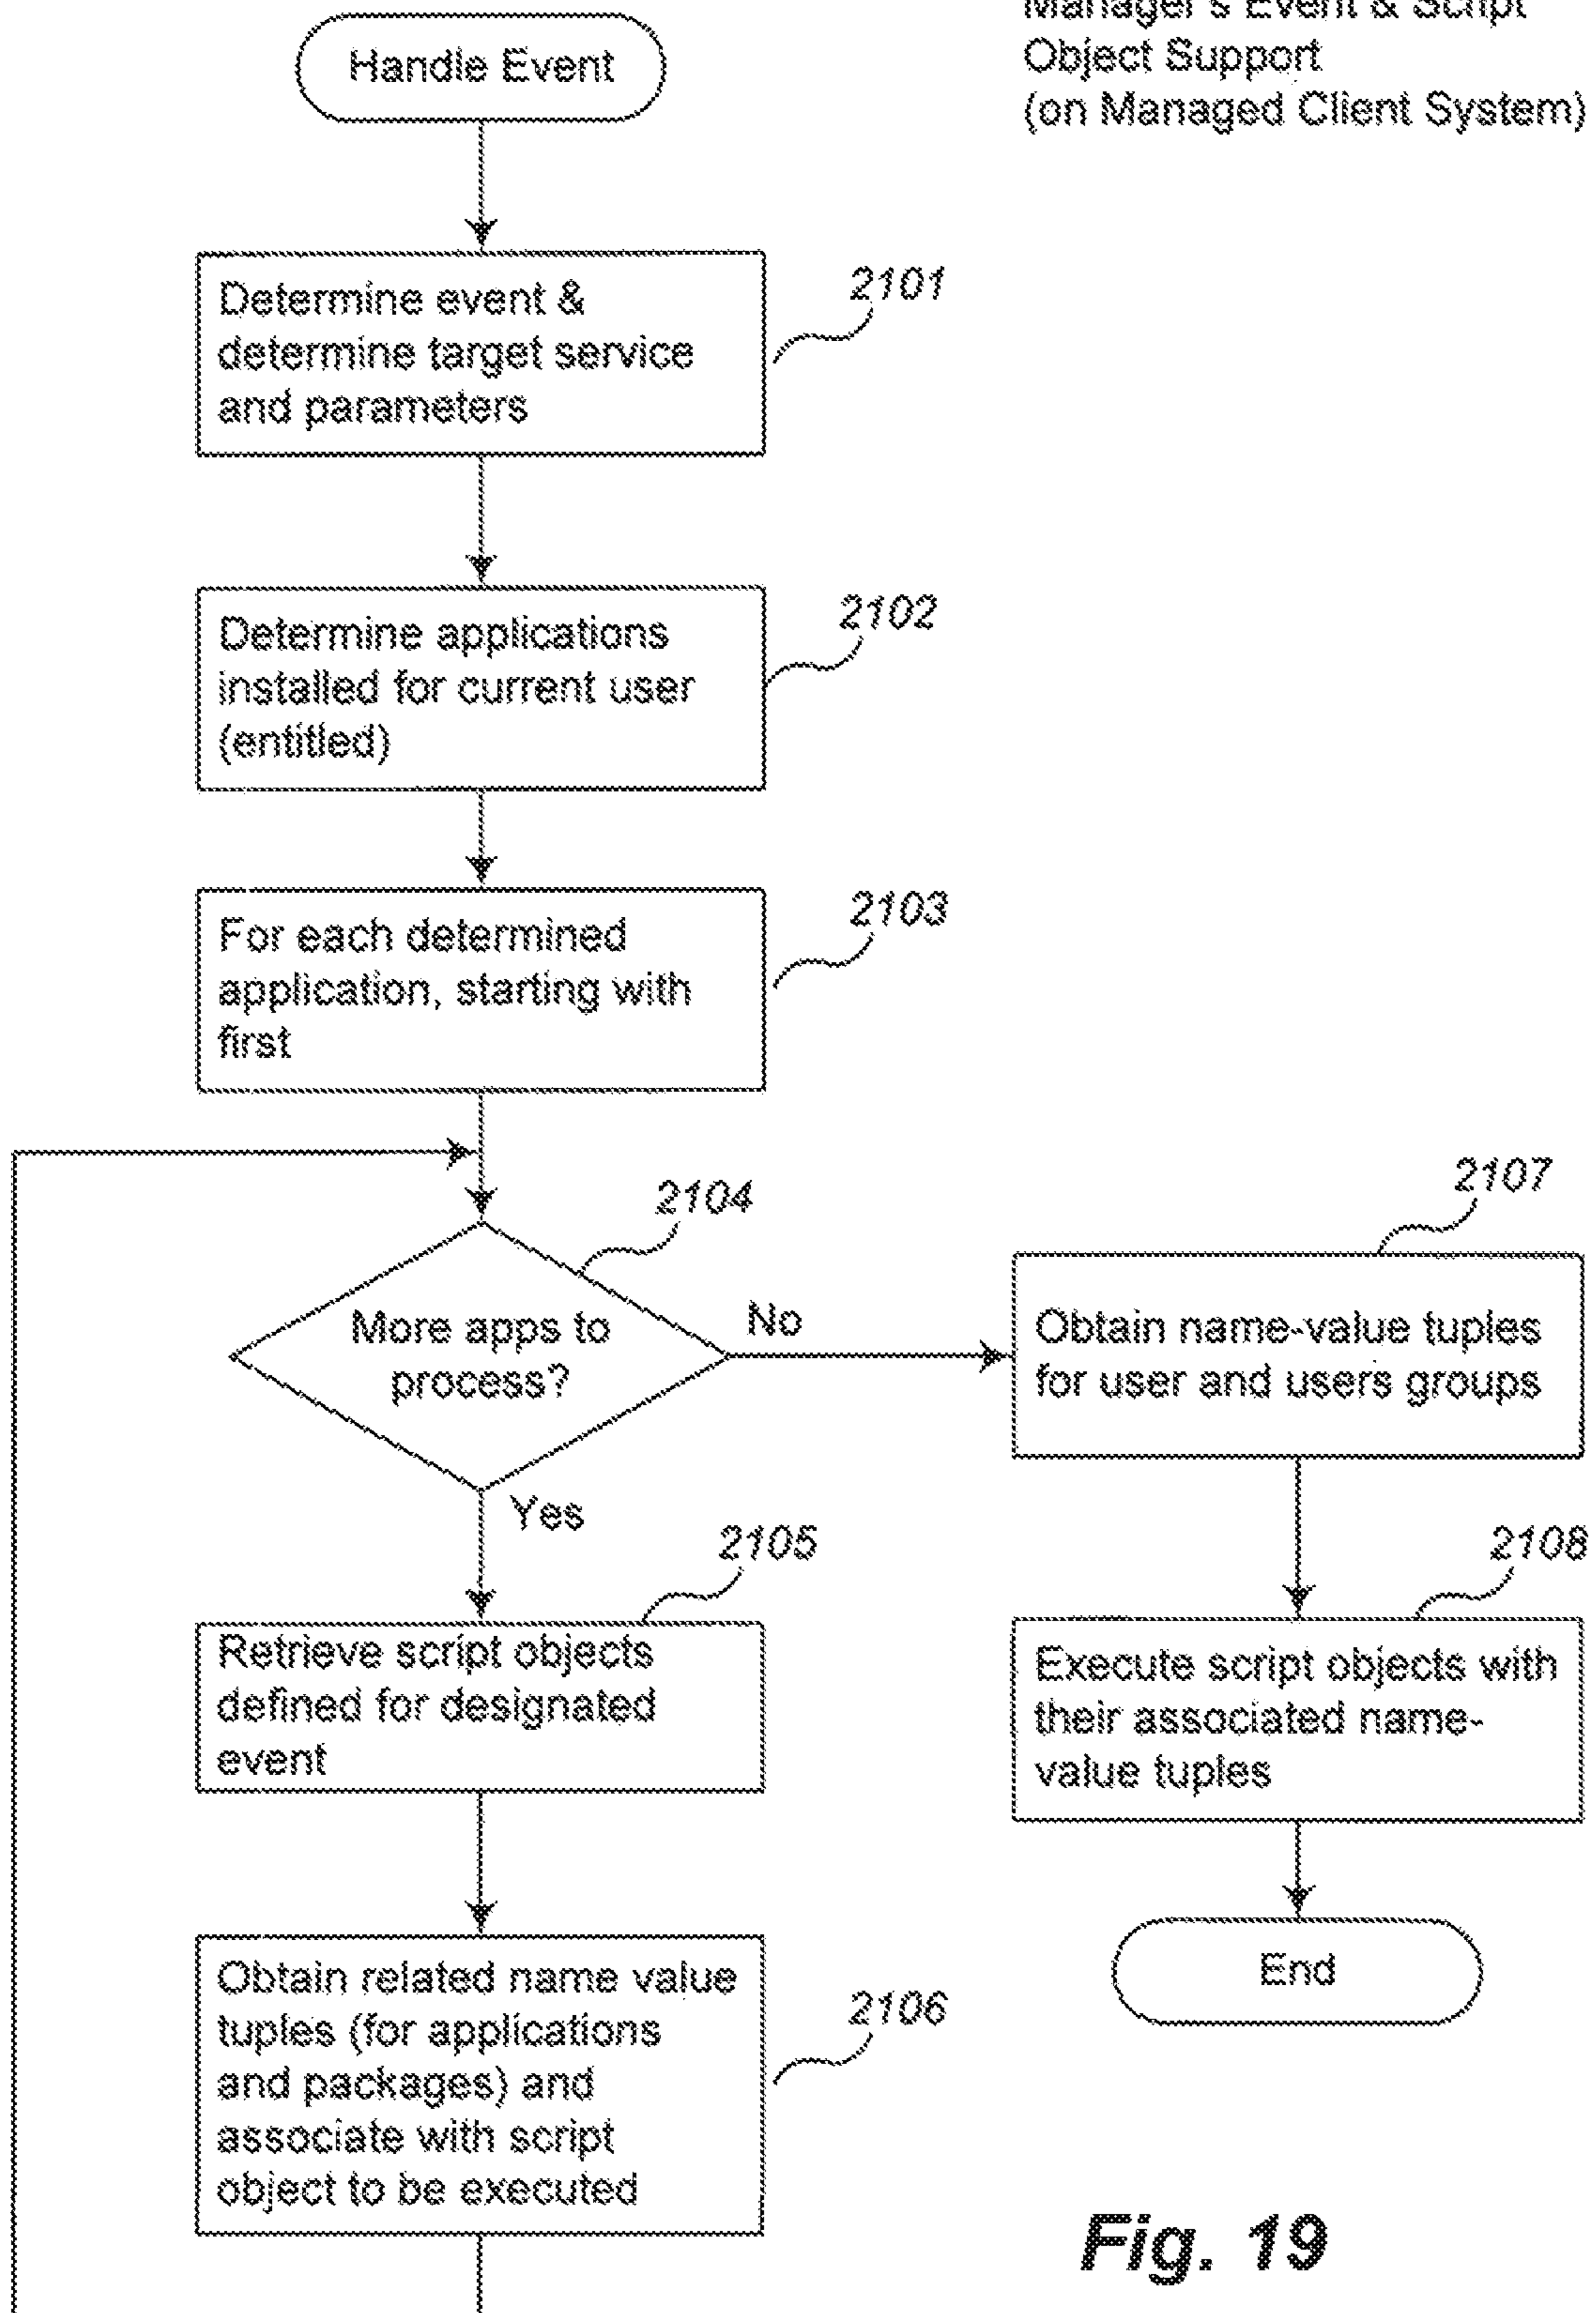 Manager's Event & Script
Object Support
(on Managed Client System)
Handle Event
2101
Determine event &
determine target service
and parameters
2102
Determine applications
installed for current user
(entitled)
2103
For each determined
application, starting with
first
2104
More apps to
process?
No
Yes
2105
Retrieve script objects
defined for designated
event
2106
Obtain related name value
tuples (for applications
and packages) and
associate with script
object to be executed
2107
Obtain name-value tuples
for user and users groups
2108
Execute script objects with
their associated name-
value tuples
End
Fig. 19